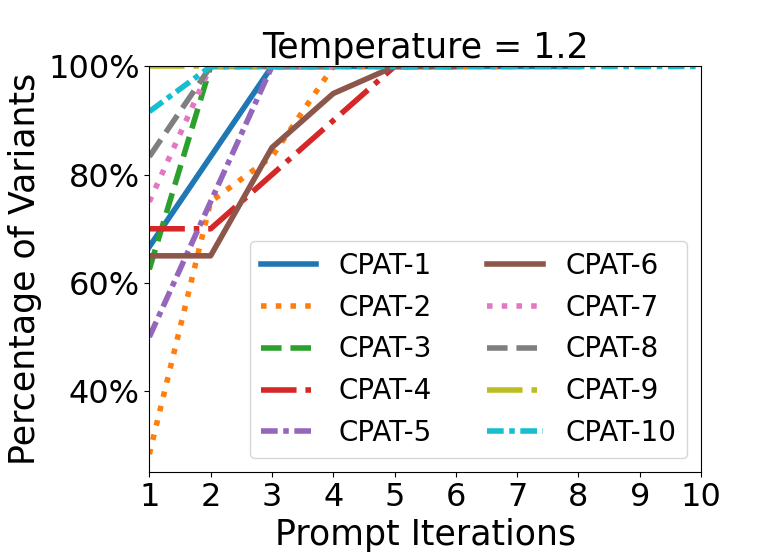 Temperature = 1.2
Percentage of Variants
100%
80%
60%
40%
CPAT-1
CPAT-2
CPAT-3
CPAT-4
CPAT-5
CPAT-6
CPAT-7
CPAT-8
CPAT-9
CPAT-10
1 2 3 4 5 6 7 8 9 10
Prompt Iterations